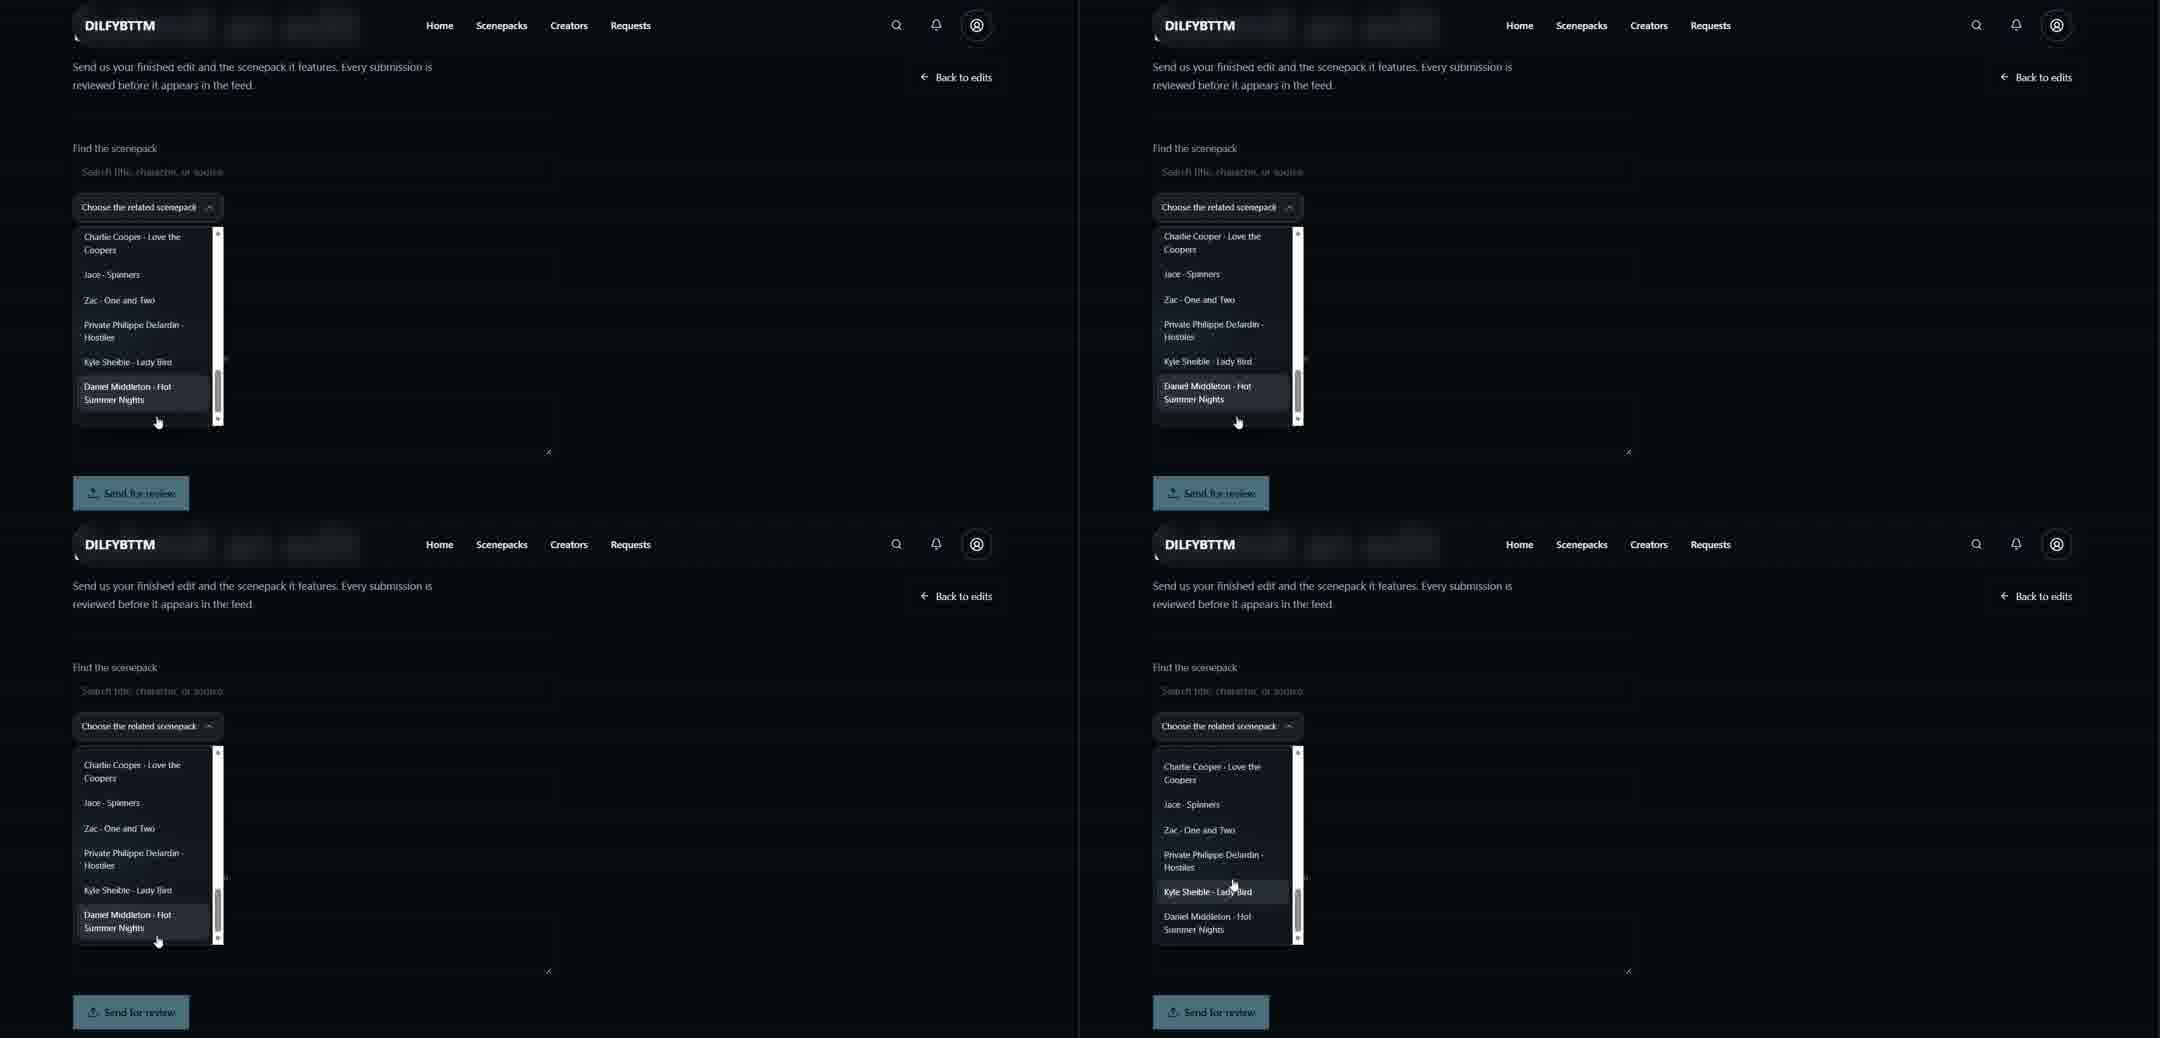 DILFYBTTM
Home Scenepacks Creators Requests
Send us your finished edit and the scenepack it features. Every submission is
reviewed before it appears in the feed.
Back to edits
Find the scenepack
Search title, character, or source
Choose the related scenepack
Charlie Cooper - Love the
Coopers
Jace - Spinners
Zac - One and Two
Private Philippe DeJardin -
Hostiles
Kyle Sheible - Lady Bird
Daniel Middleton - Hot
Summer Nights
Send for review
DILFYBTTM
Home Scenepacks Creators Requests
Send us your finished edit and the scenepack it features. Every submission is
reviewed before it appears in the feed.
Back to edits
Find the scenepack
Search title, character, or source
Choose the related scenepack
Charlie Cooper - Love the
Coopers
Jace - Spinners
Zac - One and Two
Private Philippe DeJardin -
Hostiles
Kyle Sheible - Lady Bird
Daniel Middleton - Hot
Summer Nights
Send for review
DILFYBTTM
Home Scenepacks Creators Requests
Send us your finished edit and the scenepack it features. Every submission is
reviewed before it appears in the feed.
Back to edits
Find the scenepack
Search title, character, or source
Choose the related scenepack
Charlie Cooper - Love the
Coopers
Jace - Spinners
Zac - One and Two
Private Philippe DeJardin -
Hostiles
Kyle Sheible - Lady Bird
Daniel Middleton - Hot
Summer Nights
Send for review
DILFYBTTM
Home Scenepacks Creators Requests
Send us your finished edit and the scenepack it features. Every submission is
reviewed before it appears in the feed.
Back to edits
Find the scenepack
Search title, character, or source
Choose the related scenepack
Charlie Cooper - Love the
Coopers
Jace - Spinners
Zac - One and Two
Private Philippe DeJardin -
Hostiles
Kyle Sheible - Lady Bird
Daniel Middleton - Hot
Summer Nights
Send for review